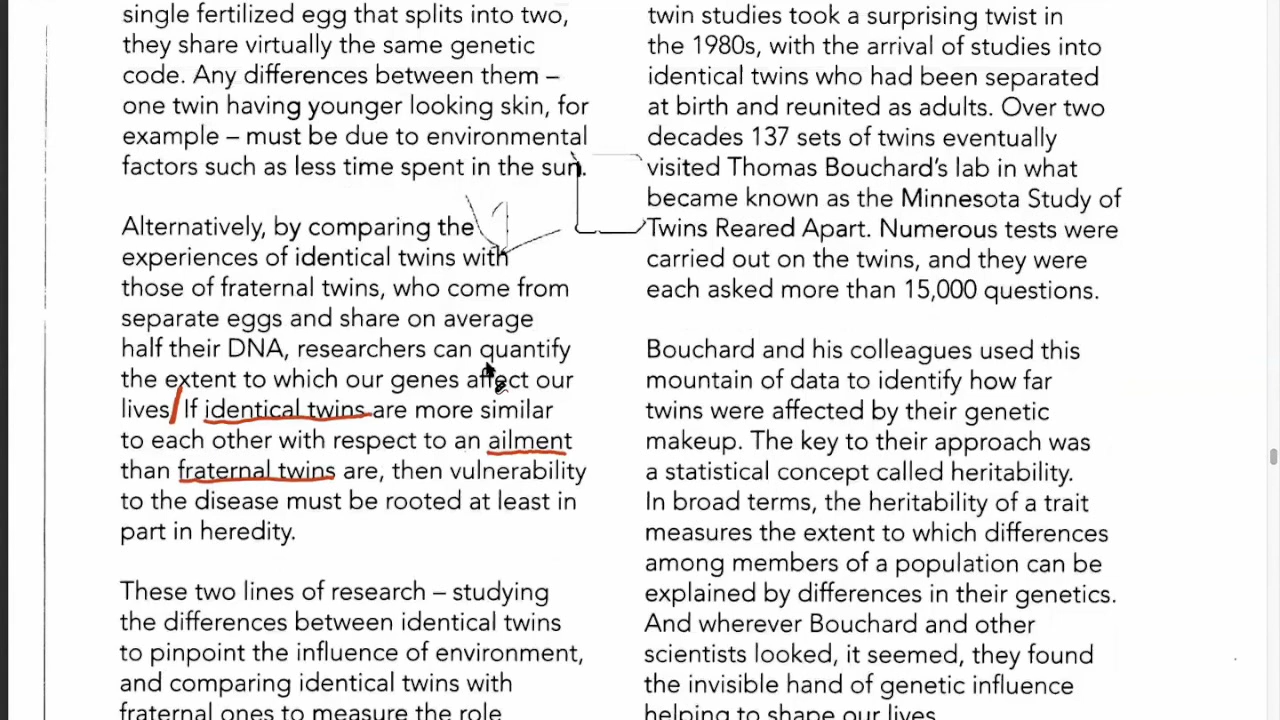 single fertilized egg that splits into two,
they share virtually the same genetic
code. Any differences between them –
one twin having younger looking skin, for
example – must be due to environmental
factors such as less time spent in the sun.
Alternatively, by comparing the
experiences of identical twins with
those of fraternal twins, who come from
separate eggs and share on average
half their DNA, researchers can quantify
the extent to which our genes affect our
lives If identical twins are more similar
to each other with respect to an ailment
than fraternal twins are, then vulnerability
to the disease must be rooted at least in
part in heredity.
These two lines of research – studying
the differences between identical twins
to pinpoint the influence of environment,
and comparing identical twins with
fraternal ones to measure the role
twin studies took a surprising twist in
the 1980s, with the arrival of studies into
identical twins who had been separated
at birth and reunited as adults. Over two
decades 137 sets of twins eventually
visited Thomas Bouchard's lab in what
became known as the Minnesota Study of
Twins Reared Apart. Numerous tests were
carried out on the twins, and they were
each asked more than 15,000 questions.
Bouchard and his colleagues used this
mountain of data to identify how far
twins were affected by their genetic
makeup. The key to their approach was
a statistical concept called heritability.
In broad terms, the heritability of a trait
measures the extent to which differences
among members of a population can be
explained by differences in their genetics.
And wherever Bouchard and other
scientists looked, it seemed, they found
the invisible hand of genetic influence
helping to shape our lives